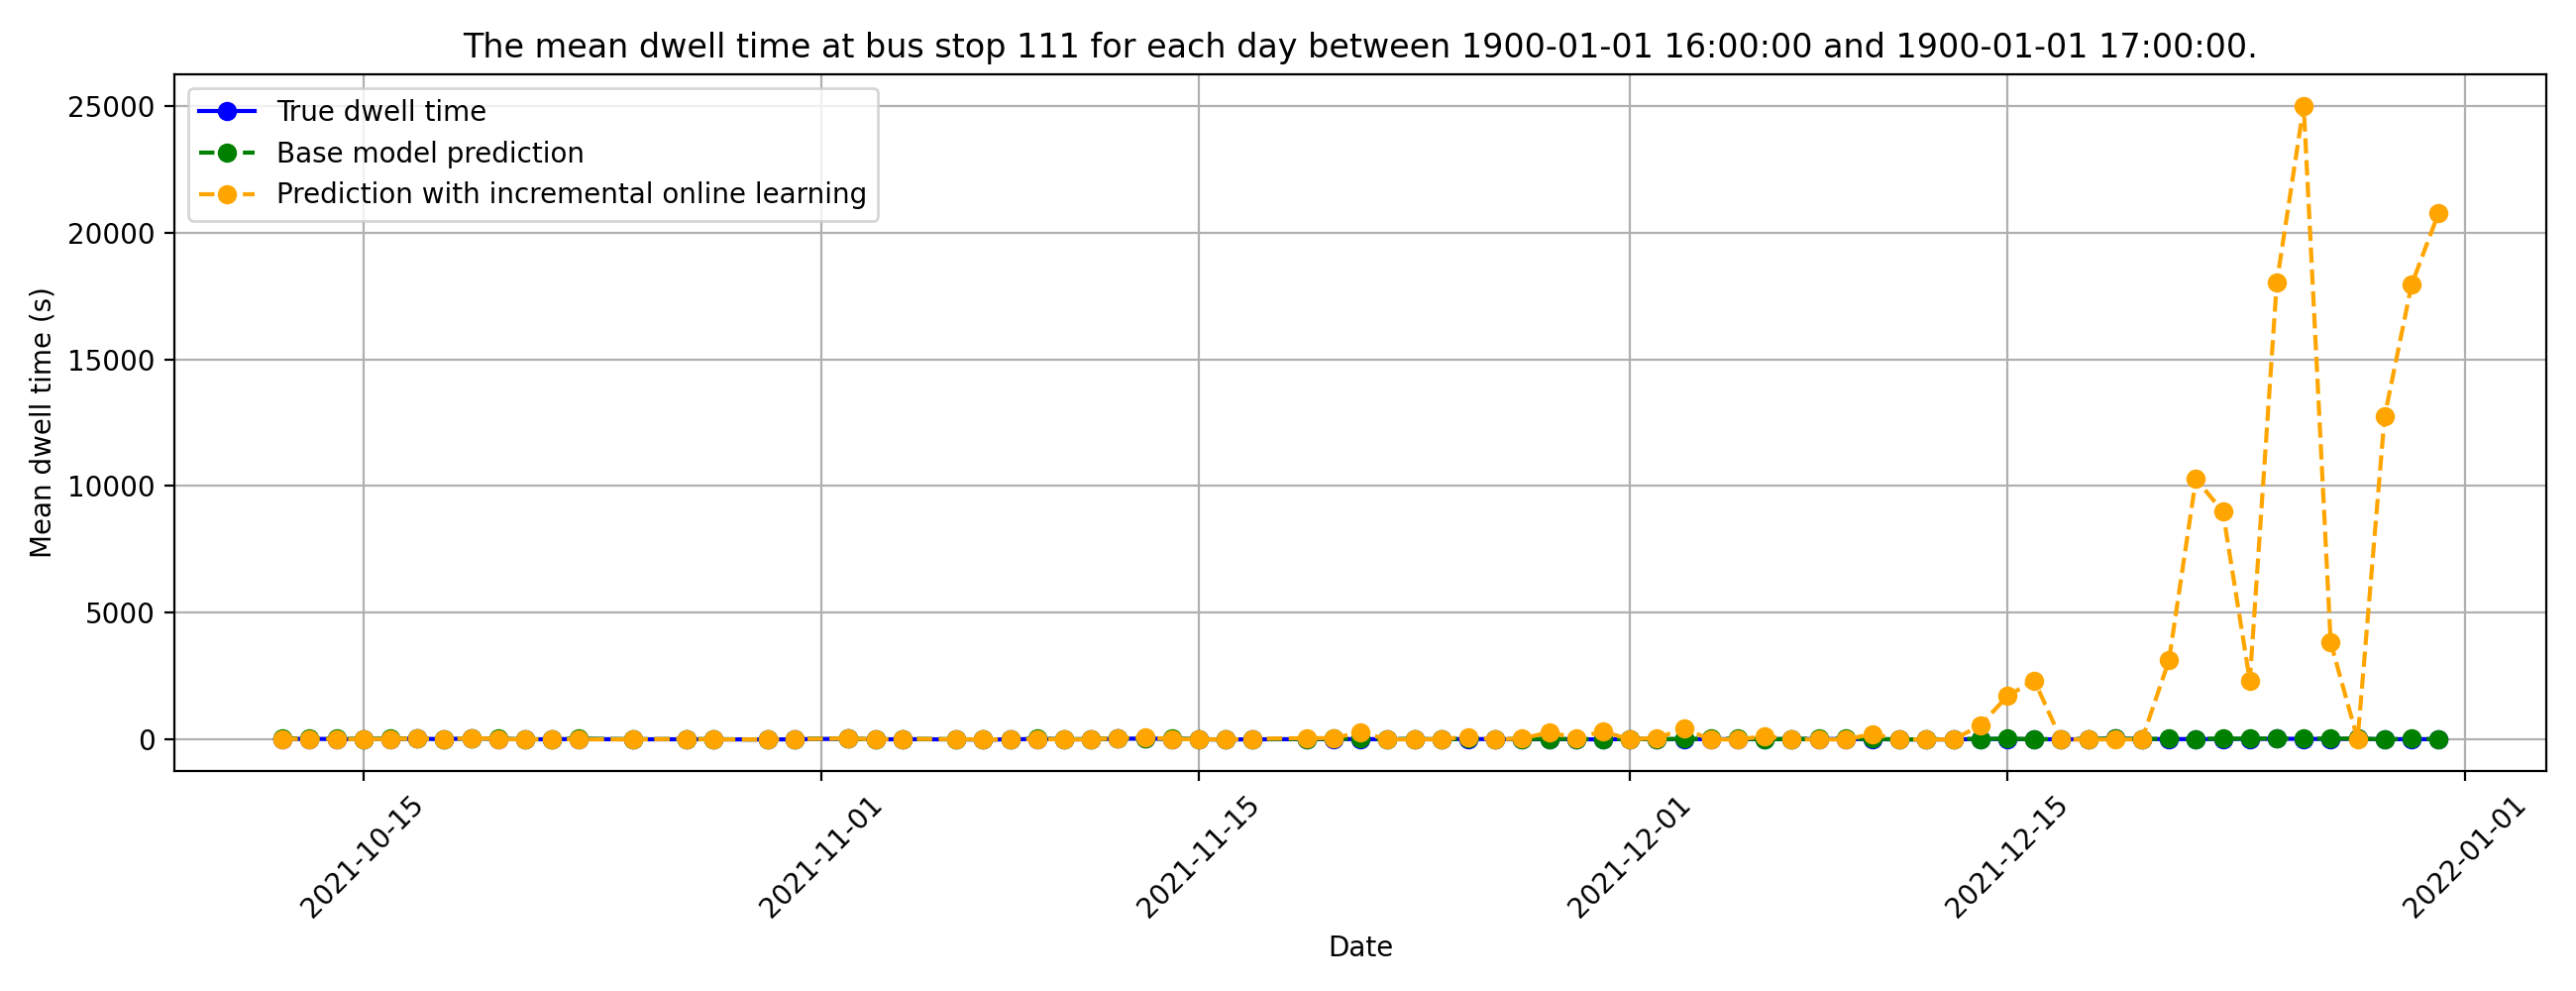 The mean dwell time at bus stop 111 for each day between 1900-01-01 16:00:00 and 1900-01-01 17:00:00.
True dwell time
Base model prediction
Prediction with incremental online learning
Mean dwell time (s)
25000
20000
15000
10000
5000
0
2021-10-15
2021-11-01
2021-11-15
2021-12-01
2021-12-15
2022-01-01
Date